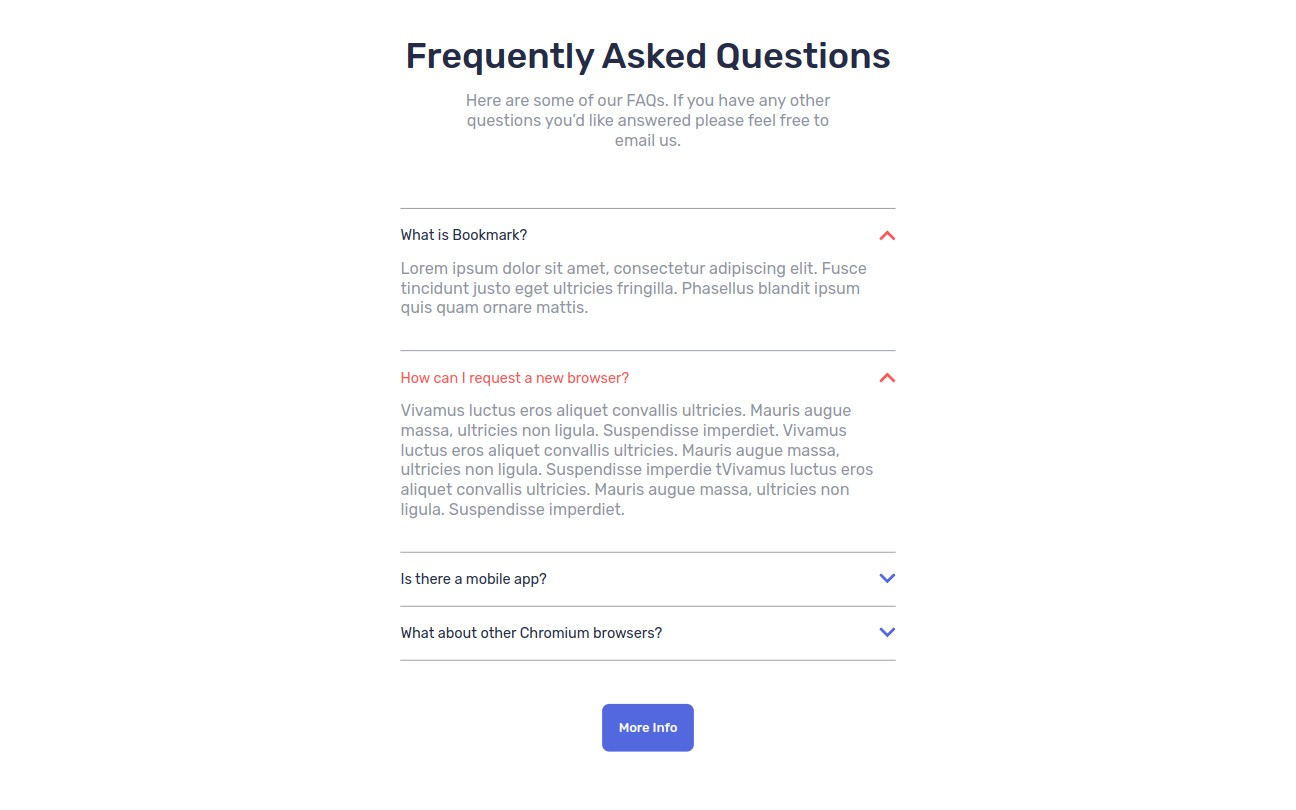 Frequently Asked Questions
Here are some of our FAQs. If you have any other
questions you’d like answered please feel free to
email us.
What is Bookmark?
Lorem ipsum dolor sit amet, consectetur adipiscing elit. Fusce
tincidunt justo eget ultricies fringilla. Phasellus blandit ipsum
quis quam ornare mattis.
How can I request a new browser?
Vivamus luctus eros aliquet convallis ultricies. Mauris augue
massa, ultricies non ligula. Suspendisse imperdiet. Vivamus
luctus eros aliquet convallis ultricies. Mauris augue massa,
ultricies non ligula. Suspendisse imperdie tVivamus luctus eros
aliquet convallis ultricies. Mauris augue massa, ultricies non
ligula. Suspendisse imperdiet.
Is there a mobile app?
What about other Chromium browsers?
More Info